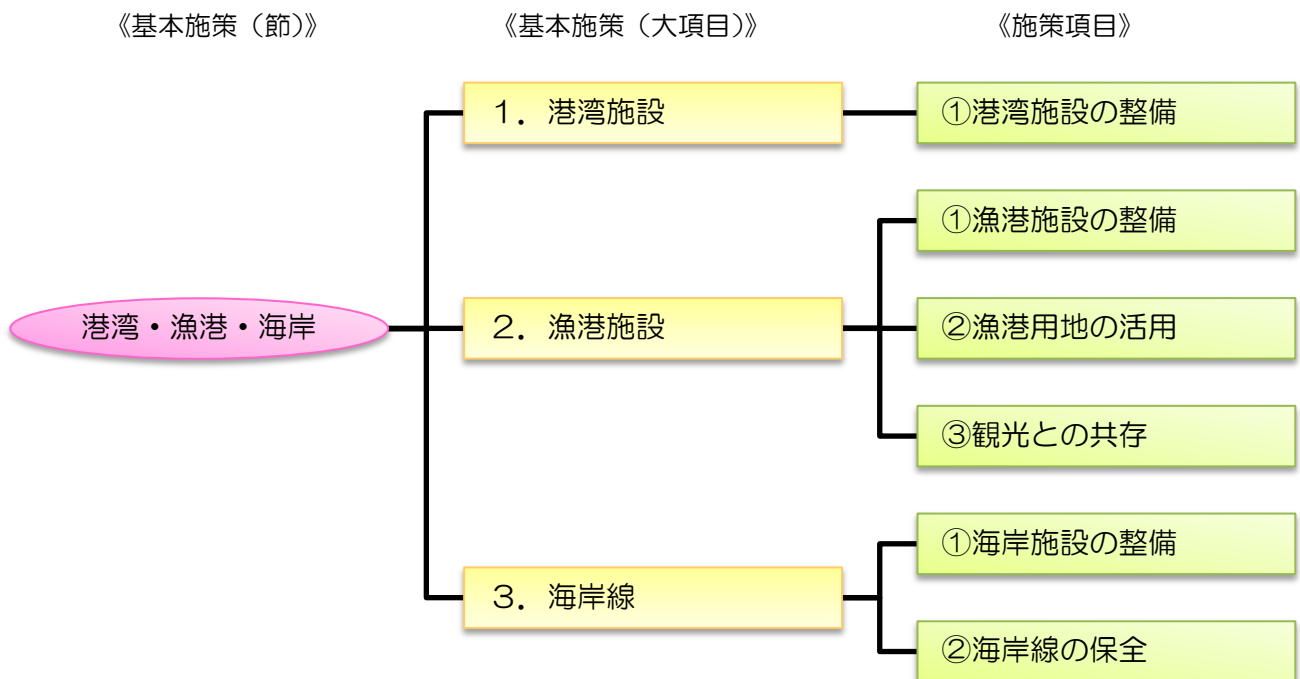 《基本施策（節）》
《基本施策（大項目）》
《施策項目》
港湾・漁港・海岸
１．港湾施設
①港湾施設の整備
２．漁港施設
①漁港施設の整備
②漁港用地の活用
③観光との共存
３．海岸線
①海岸施設の整備
②海岸線の保全